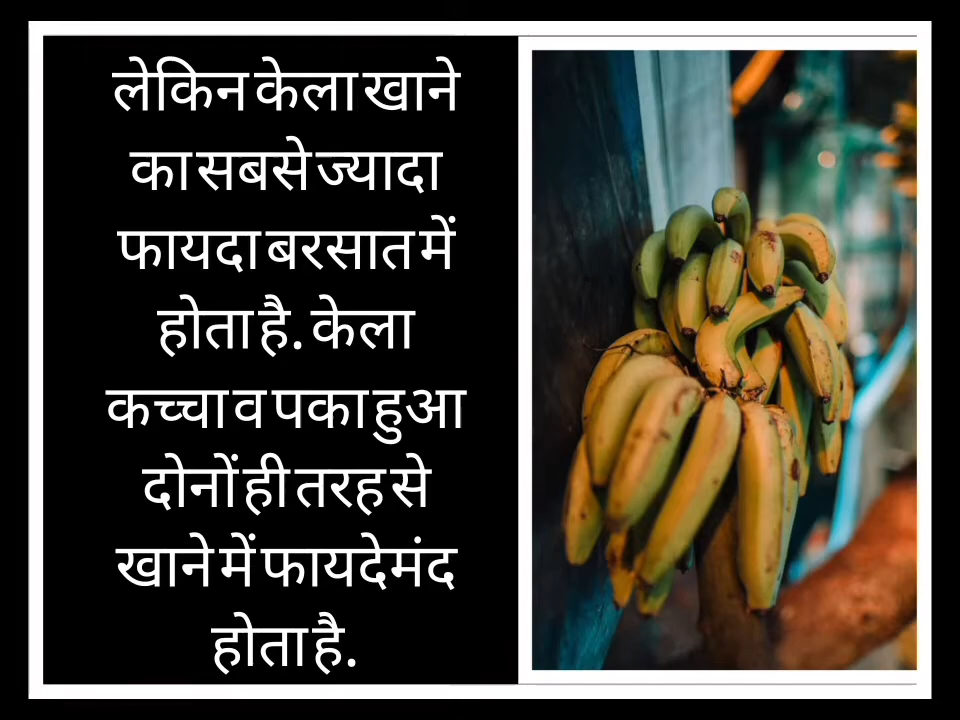 लेकिन केला खाने
का सबसे ज्यादा
फायदा बरसात में
होता है. केला
कच्चा व पका हुआ
दोनों ही तरह से
खाने में फायदेमंद
होता है.